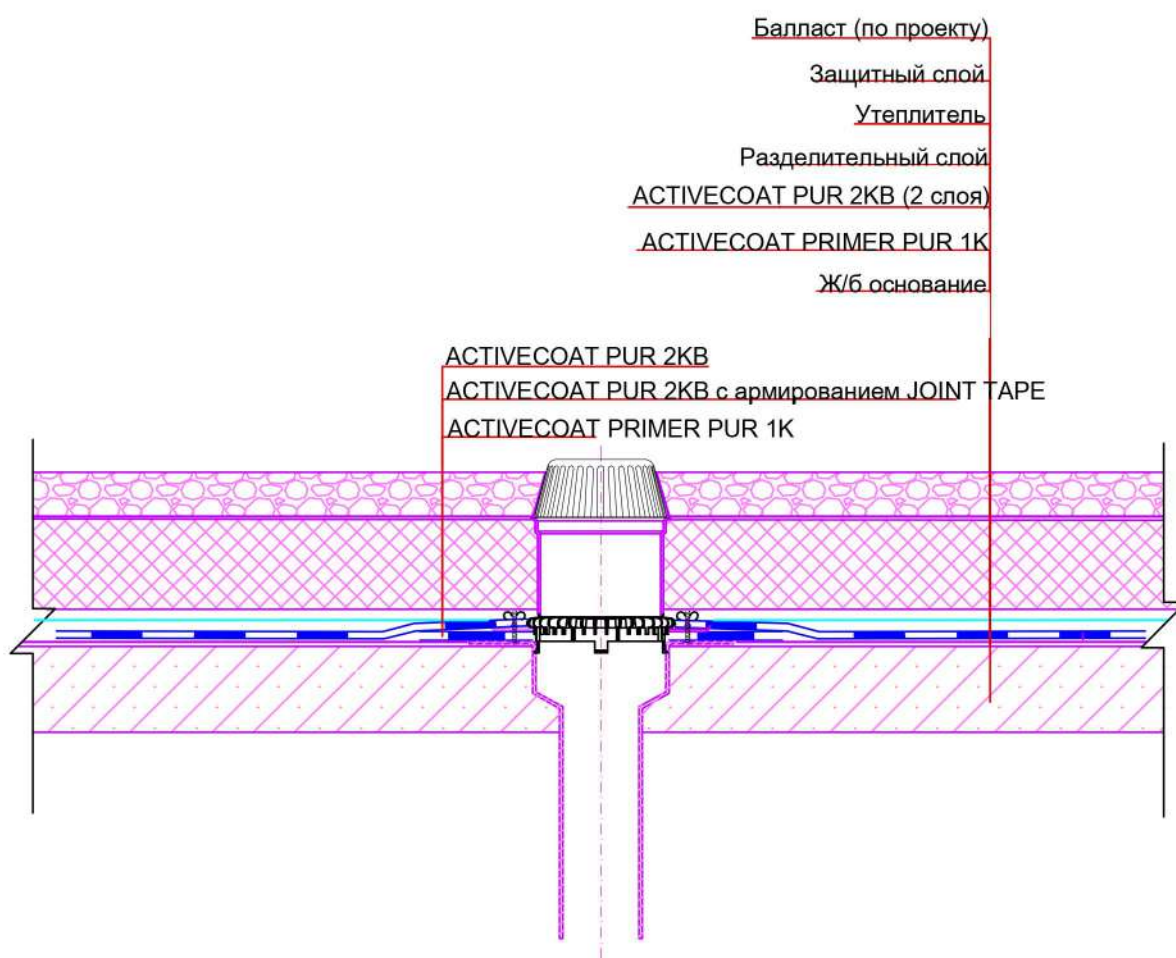 Балласт (по проекту)
Защитный слой
Утеплитель
Разделительный слой
ACTIVECOAT PUR 2KB (2 слоя)
ACTIVECOAT PRIMER PUR 1K
Ж/б основание
ACTIVECOAT PUR 2KB
ACTIVECOAT PUR 2KB с армированием JOINT TAPE
ACTIVECOAT PRIMER PUR 1K